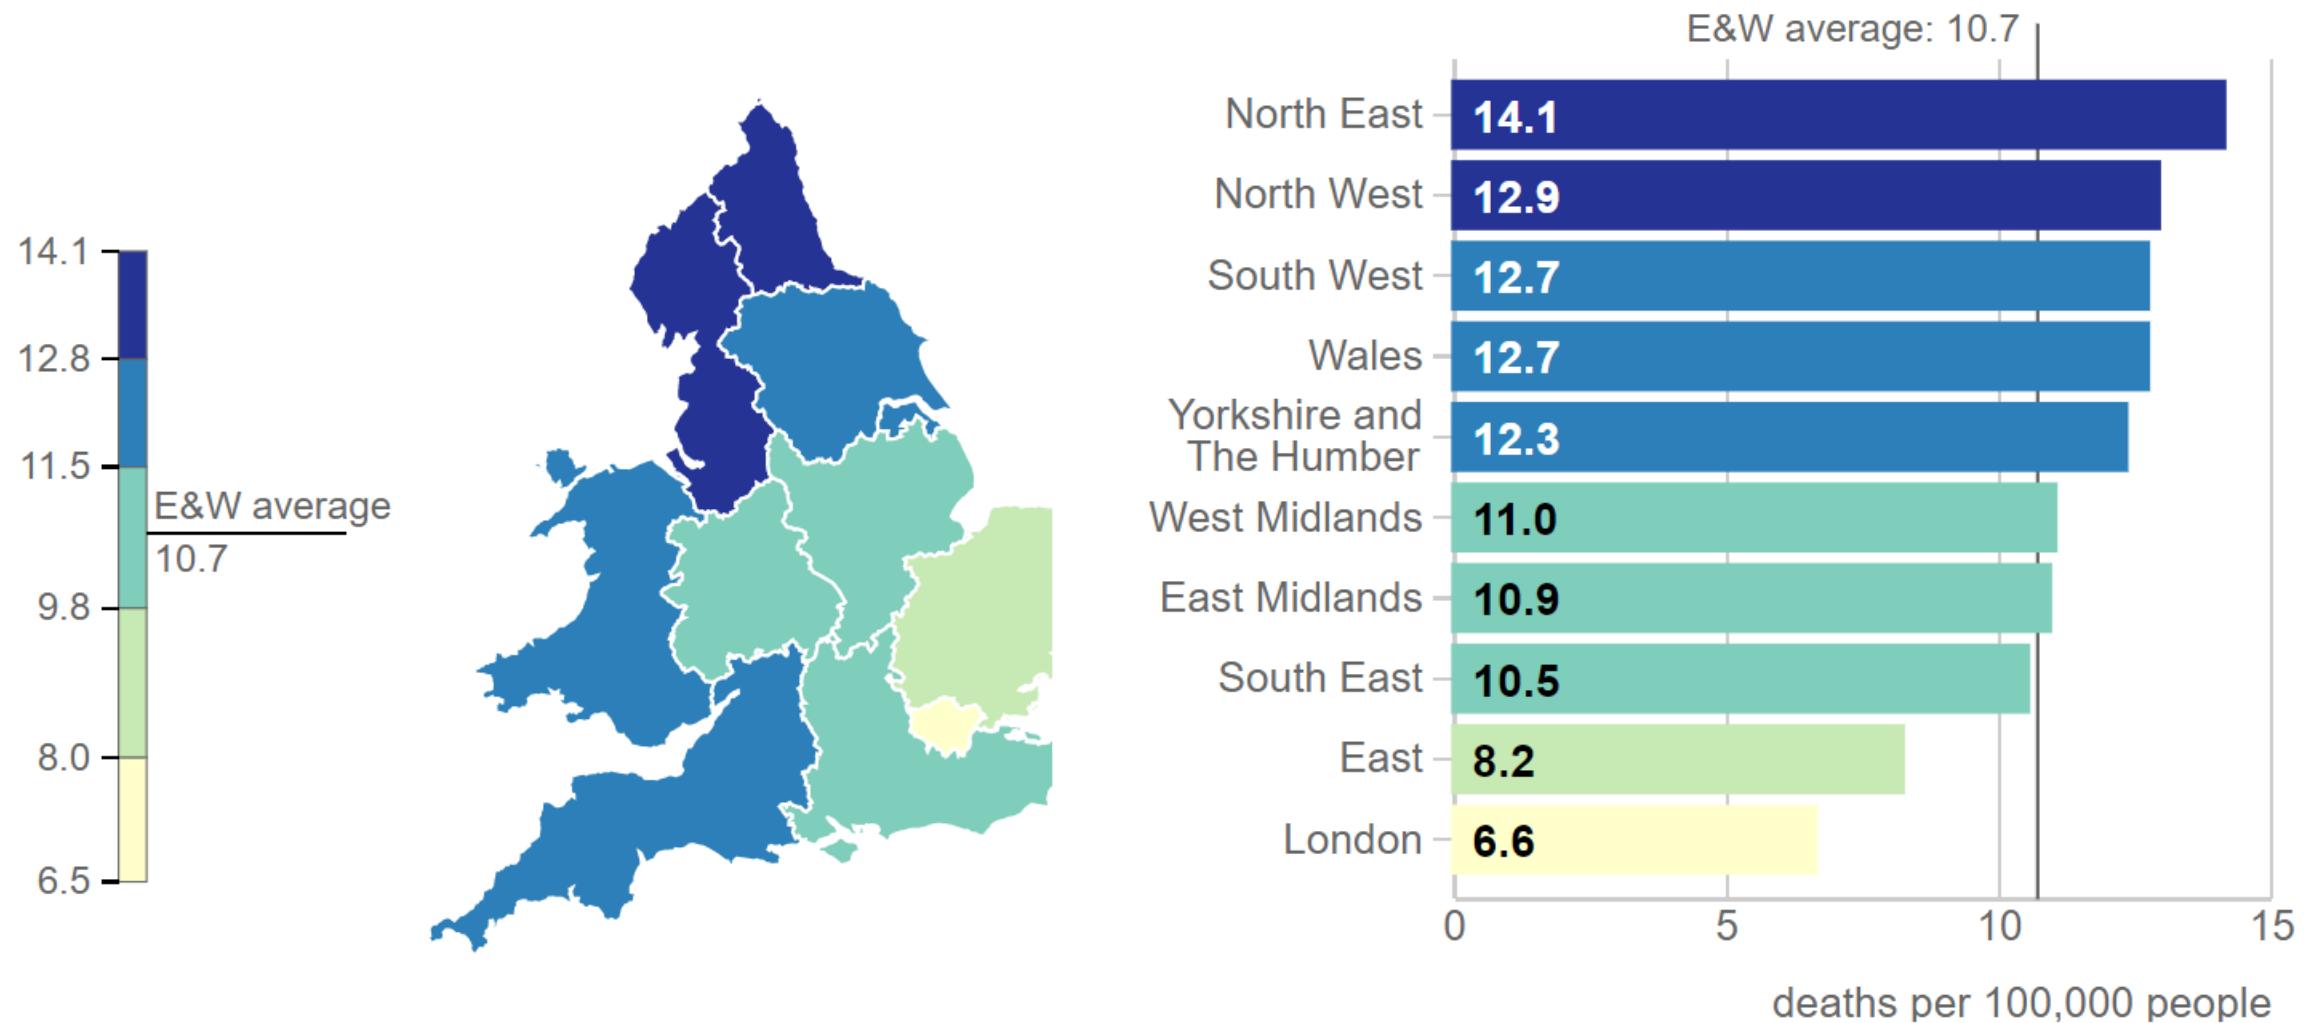 14.1
12.8
11.5
E&W average
10.7
9.8
8.0
6.5
E&W average: 10.7
North East 14.1
North West 12.9
South West 12.7
Wales 12.7
Yorkshire and
The Humber 12.3
West Midlands 11.0
East Midlands 10.9
South East 10.5
East 8.2
London 6.6
0 5 10 15
deaths per 100,000 people